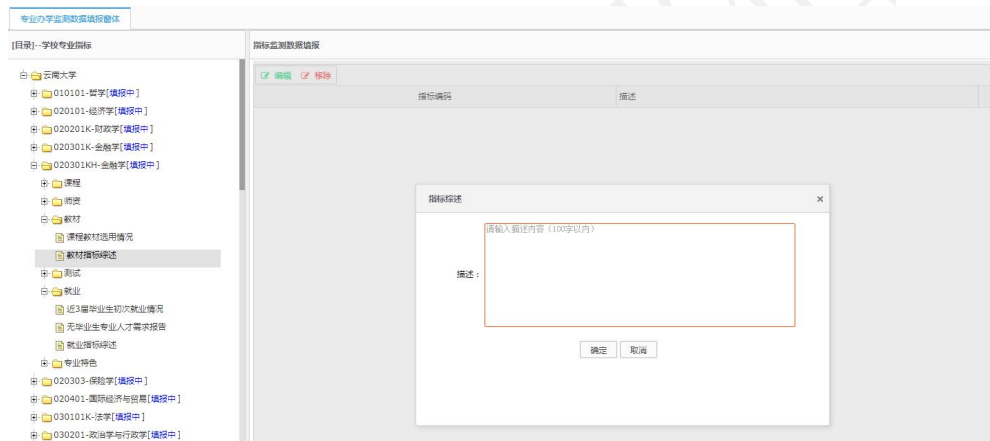 专业办学监测数据填报窗体
[目录]--学校专业指标
云南大学
010101-哲学[填报中]
020101-经济学[填报中]
020201K-财政学[填报中]
020301K-金融学[填报中]
020301KH-金融学[填报中]
课程
师资
教材
课程教材选用情况
教材指标综述
测试
就业
近3届毕业生初次就业情况
无毕业生专业人才需求报告
就业指标综述
专业特色
020303-保险学[填报中]
020401-国际经济与贸易[填报中]
030101K-法学[填报中]
030201-政治学与行政学[填报中]
指标监测数据填报
编辑 移除
指标编码 描述
指标综述 ×
请输入描述内容（100字以内）
描述：
确定 取消